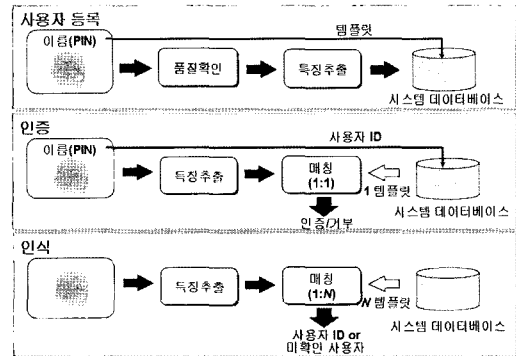 사용자 등록
이름(PIN)
템플릿
품질확인
특징추출
시스템 데이터베이스
인증
이름(PIN)
사용자 ID
특징추출
매칭
(1:1)
1 템플릿
시스템 데이터베이스
인증/거부
인식
특징추출
매칭
(1:N)
N 템플릿
시스템 데이터베이스
사용자 ID or
미확인 사용자